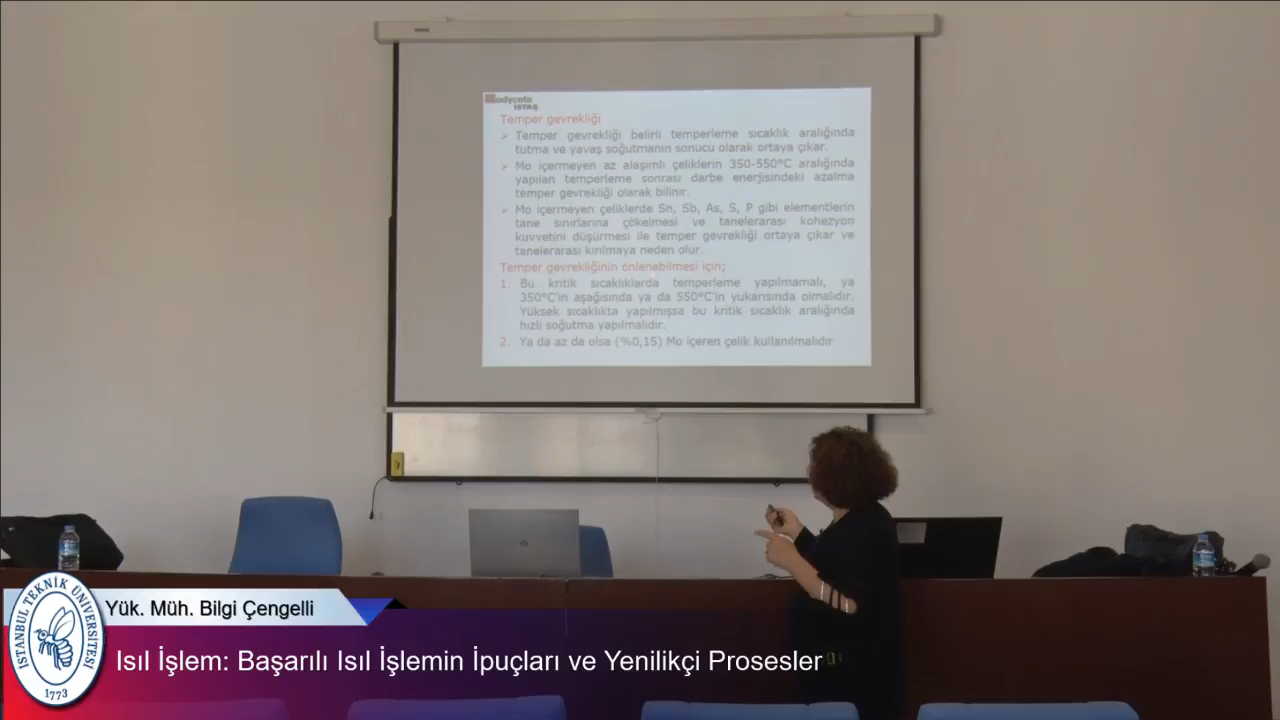 Bodycote
İSTAŞ
Temper gevrekliği
Temper gevrekliği belirli temperleme sıcaklık aralığında
tutma ve yavaş soğutmanın sonucu olarak ortaya çıkar.
Mo içermeyen az alaşımlı çeliklerin 350-550°C aralığında
yapılan temperleme sonrası darbe enerjisindeki azalma
temper gevrekliği olarak bilinir.
Mo içermeyen çeliklerde Sn, Sb, As, S, P gibi elementlerin
tane sınırlarına çökelmesi ve tanelerarası kohezyon
kuvvetini düşürmesi ile temper gevrekliği ortaya çıkar ve
tanelerarası kırılmaya neden olur.
Temper gevrekliğinin önlenebilmesi için;
1. Bu kritik sıcaklıklarda temperleme yapılmamalı, ya
350°C'in aşağısında ya da 550°C'in yukarısında olmalıdır.
Yüksek sıcaklıkta yapılmışsa bu kritik sıcaklık aralığında
hızlı soğutma yapılmalıdır.
2. Ya da az da olsa (%0,15) Mo içeren çelik kullanılmalıdır
İSTANBUL TEKNİK ÜNİVERSİTESİ
1773
Yük. Müh. Bilgi Çengelli
Isıl İşlem: Başarılı Isıl İşlemin İpuçları ve Yenilikçi Prosesler